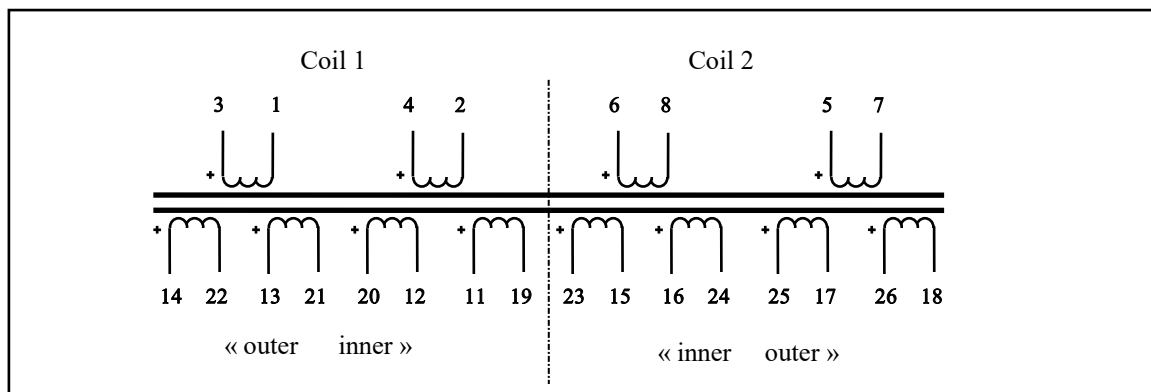 Coil 1 Coil 2
3 1 4 2 6 8 5 7
+ + + +
+ + + + + + + +
14 22 13 21 20 12 11 19 23 15 16 24 25 17 26 18
« outer inner » « inner outer »